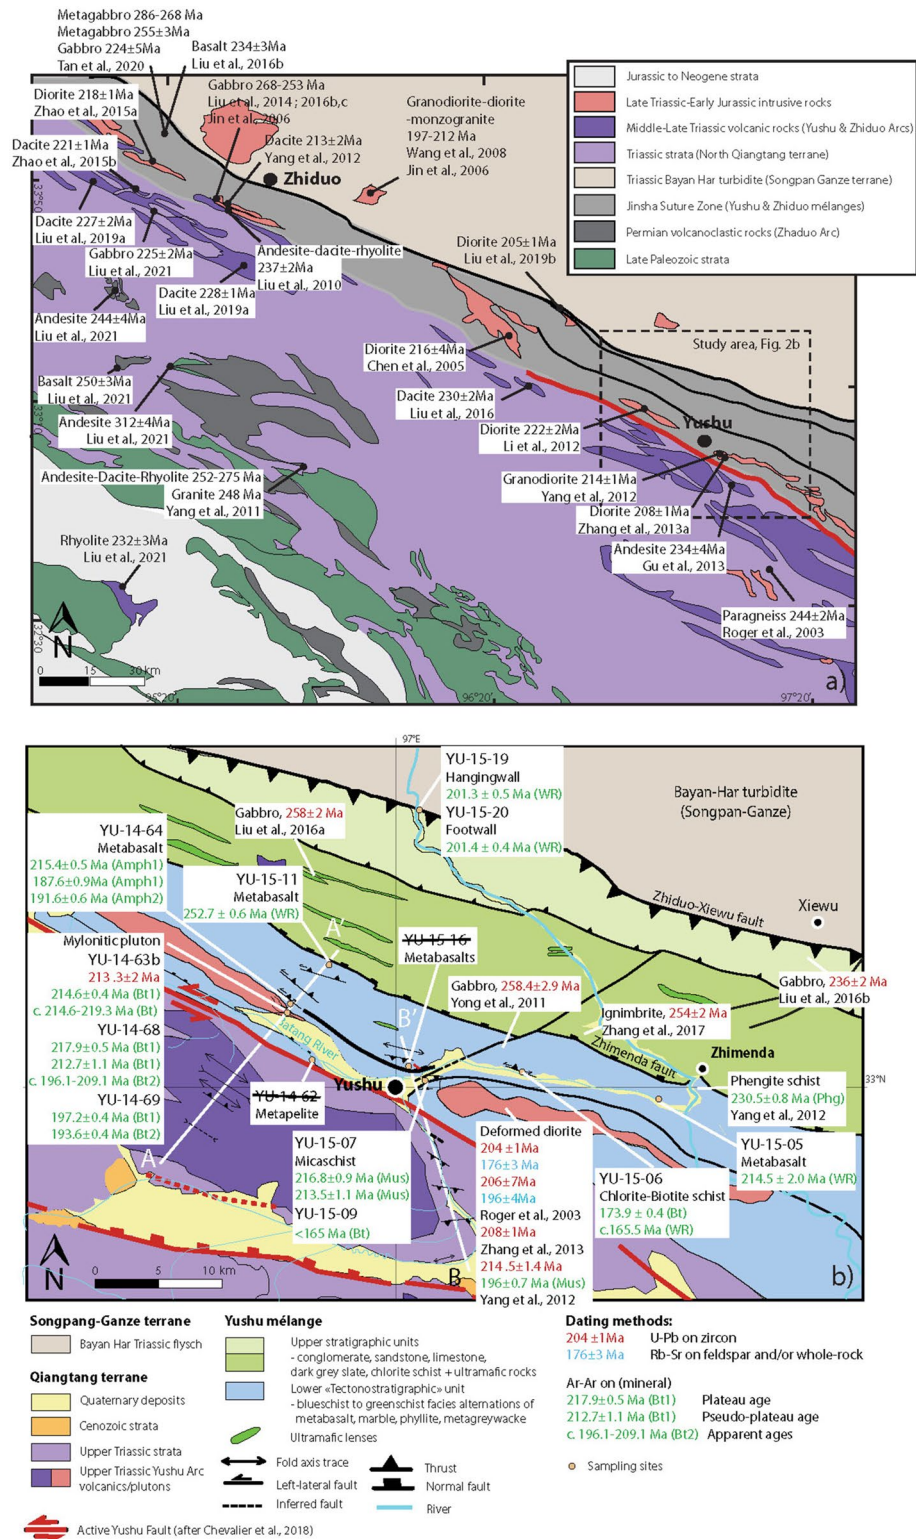 Metagabbro 286-268 Ma
Metagabbro 255±3Ma
Gabbro 224±5Ma
Tan et al., 2020
Basalt 234±3Ma
Liu et al., 2016b
Diorite 218±1Ma
Zhao et al., 2015a
Gabbro 268-253 Ma
Liu et al., 2014 ; 2016b,c
Jin et al., 2006
Granodiorite-diorite
-monzogranite
197-212 Ma
Wang et al., 2008
Jin et al., 2006
Dacite 221±1Ma
Zhao et al., 2015b
Dacite 213±2Ma
Yang et al., 2012
Zhiduo
33°50
Dacite 227±2Ma
Liu et al., 2019a
Gabbro 225±2Ma
Liu et al., 2021
Andesite-dacite-rhyolite
237±2Ma
Liu et al., 2010
Dacite 228±1Ma
Liu et al., 2019a
Diorite 205±1Ma
Liu et al., 2019b
Andesite 244±4Ma
Liu et al., 2021
Diorite 216±4Ma
Chen et al., 2005
Study area, Fig. 2b
Basalt 250±3Ma
Liu et al., 2021
Dacite 230±2Ma
Liu et al., 2016
Andesite 312±4Ma
Liu et al., 2021
Diorite 222±2Ma
Li et al., 2012
Yushu
Andesite-Dacite-Rhyolite 252-275 Ma
Granite 248 Ma
Yang et al., 2011
Granodiorite 214±1Ma
Yang et al., 2012
Diorite 208±1Ma
Zhang et al., 2013a
Andesite 234±4Ma
Gu et al., 2013
Rhyolite 232±3Ma
Liu et al., 2021
Paragneiss 244±2Ma
Roger et al., 2003
32°30
N
0 15 30 km
96°20
97°20
a)
Jurassic to Neogene strata
Late Triassic-Early Jurassic intrusive rocks
Middle-Late Triassic volcanic rocks (Yushu & Zhiduo Arcs)
Triassic strata (North Qiangtang terrane)
Triassic Bayan Har turbidite (Songpan Ganze terrane)
Jinsha Suture Zone (Yushu & Zhiduo mélanges)
Permian volcanoclastic rocks (Zhaduo Arc)
Late Paleozoic strata
97°E
YU-15-19
Hangingwall
201.3 ± 0.5 Ma (WR)
YU-15-20
Footwall
201.4 ± 0.4 Ma (WR)
Bayan-Har turbidite
(Songpan-Ganze)
Gabbro, 258±2 Ma
Liu et al., 2016a
YU-14-64
Metabasalt
215.4±0.5 Ma (Amph1)
187.6±0.9Ma (Amph1)
191.6±0.6 Ma (Amph2)
YU-15-11
Metabasalt
252.7 ± 0.6 Ma (WR)
Zhiduo-Xiewu fault
Xiewu
A'
YU-15-16
Metabasalts
Mylonitic pluton
YU-14-63b
213.3±2 Ma
214.6±0.4 Ma (Bt1)
c. 214.6-219.3 Ma (Bt)
YU-14-68
217.9±0.5 Ma (Bt1)
212.7±1.1 Ma (Bt1)
c. 196.1-209.1 Ma (Bt2)
YU-14-69
197.2±0.4 Ma (Bt1)
193.6±0.4 Ma (Bt2)
Gabbro, 258.4±2.9 Ma
Yong et al., 2011
Gabbro, 236±2 Ma
Liu et al., 2016b
Ignimbrite, 254±2 Ma
Zhang et al., 2017
B'
Zhimenda fault
Zhimenda
Yushu
33°N
YU-14-62
Metapelite
Phengite schist
230.5±0.8 Ma (Phg)
Yang et al., 2012
YU-15-07
Micaschist
216.8±0.9 Ma (Mus)
213.5±1.1 Ma (Mus)
YU-15-09
<165 Ma (Bt)
Deformed diorite
204 ±1Ma
176±3 Ma
206±7Ma
196±4Ma
Roger et al., 2003
208±1Ma
Zhang et al., 2013
214.5±1.4 Ma
196±0.7 Ma (Mus)
Yang et al., 2012
YU-15-05
Metabasalt
214.5 ± 2.0 Ma (WR)
YU-15-06
Chlorite-Biotite schist
173.9 ± 0.4 (Bt)
c.165.5 Ma (WR)
A
B
N
0 5 10 km
b)
Songpang-Ganze terrane
Bayan Har Triassic flysch
Qiangtang terrane
Quaternary deposits
Cenozoic strata
Upper Triassic strata
Upper Triassic Yushu Arc
volcanics/plutons
Active Yushu Fault (after Chevalier et al., 2018)
Yushu mélange
Upper stratigraphic units
- conglomerate, sandstone, limestone,
dark grey slate, chlorite schist + ultramafic rocks
Lower «Tectonostratigraphic» unit
- blueschist to greenschist facies alternations of
metabasalt, marble, phyllite, metagreywacke
Ultramafic lenses
Fold axis trace
Left-lateral fault
Inferred fault
Thrust
Normal fault
River
Dating methods:
204 ±1Ma U-Pb on zircon
176±3 Ma Rb-Sr on feldspar and/or whole-rock
Ar-Ar on (mineral)
217.9±0.5 Ma (Bt1) Plateau age
212.7±1.1 Ma (Bt1) Pseudo-plateau age
c. 196.1-209.1 Ma (Bt2) Apparent ages
Sampling sites